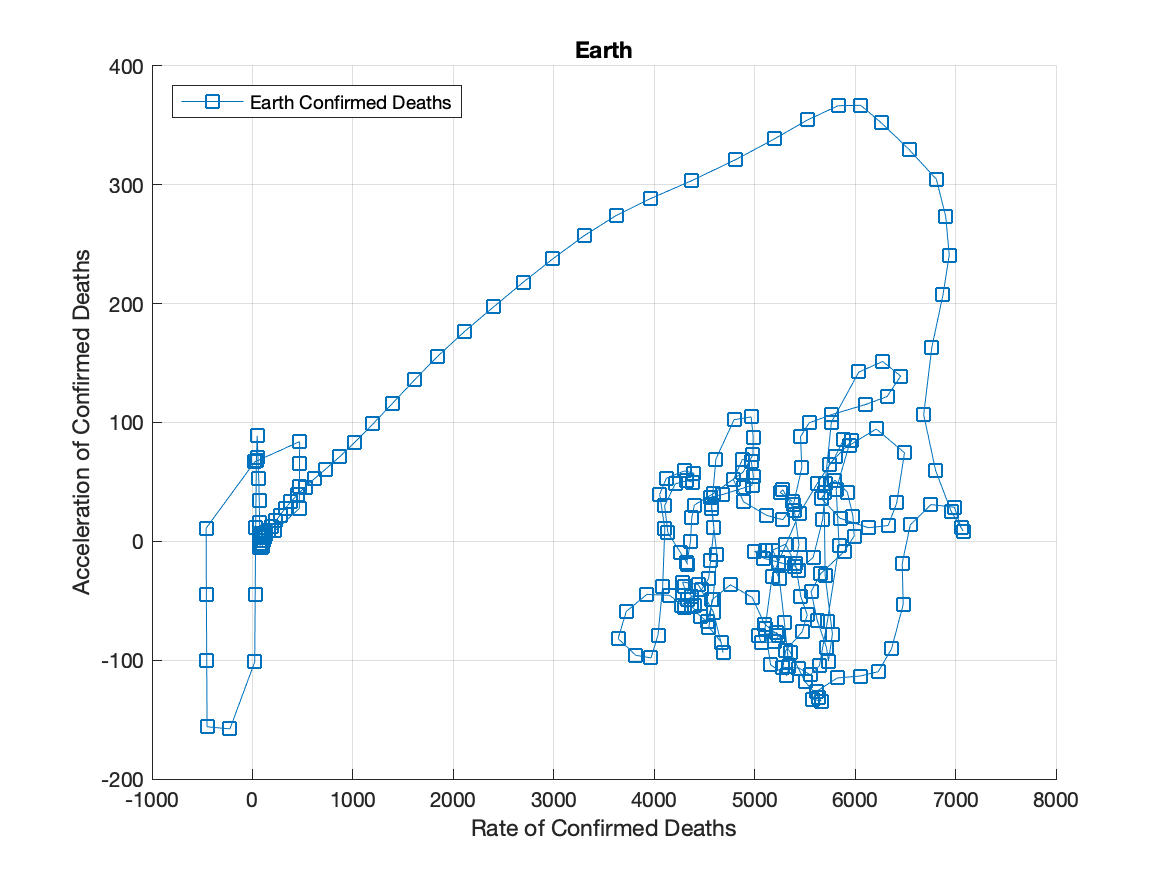 Earth
400
Earth Confirmed Deaths
300
200
100
0
-100
-200
Acceleration of Confirmed Deaths
-1000 0 1000 2000 3000 4000 5000 6000 7000 8000
Rate of Confirmed Deaths